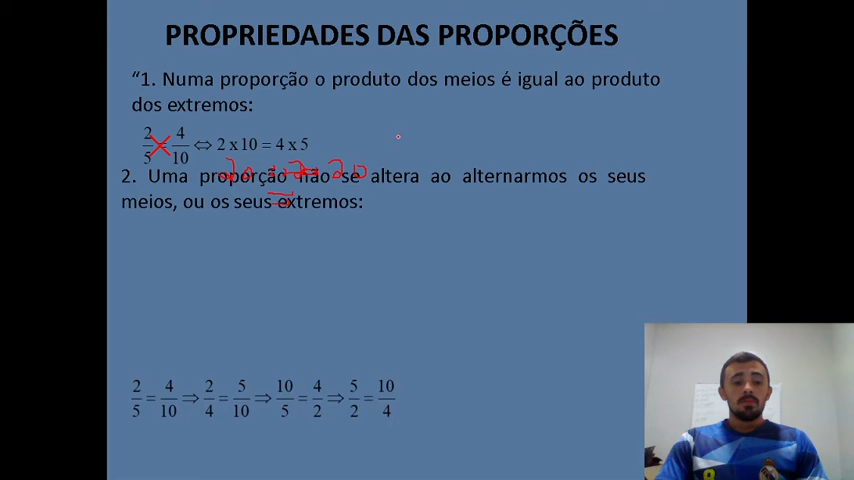 PROPRIEDADES DAS PROPORÇÕES
“1. Numa proporção o produto dos meios é igual ao produto
dos extremos:
2/5 = 4/10 ⇔ 2 x 10 = 4 x 5
20 = 20
2. Uma proporção não se altera ao alternarmos os seus
meios, ou os seus extremos:
2/5 = 4/10 ⇒ 2/4 = 5/10 ⇒ 10/5 = 4/2 ⇒ 5/2 = 10/4